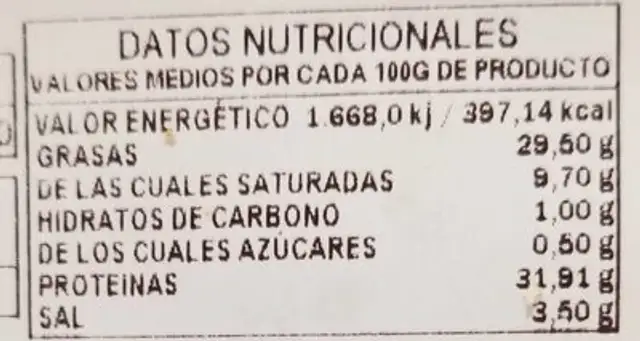 DATOS NUTRICIONALES
VALORES MEDIOS POR CADA 100G DE PRODUCTO
VALOR ENERGÉTICO 1.668,0 kj / 397,14 kcal
GRASAS 29,50 g
DE LAS CUALES SATURADAS 9,70 g
HIDRATOS DE CARBONO 1,00 g
DE LOS CUALES AZÚCARES 0,50 g
PROTEINAS 31,91 g
SAL 3,50 g